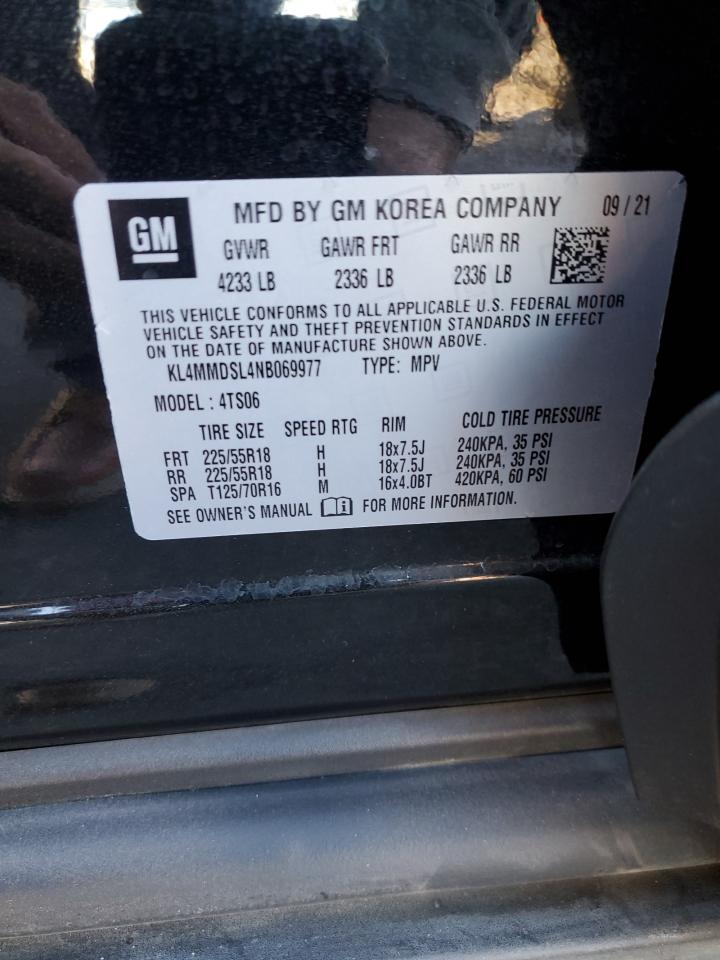 GM
MFD BY GM KOREA COMPANY 09/21
GVWR GAWR FRT GAWR RR
4233 LB 2336 LB 2336 LB
THIS VEHICLE CONFORMS TO ALL APPLICABLE U.S. FEDERAL MOTOR
VEHICLE SAFETY AND THEFT PREVENTION STANDARDS IN EFFECT
ON THE DATE OF MANUFACTURE SHOWN ABOVE.
KL4MMDSL4NB069977 TYPE: MPV
MODEL: 4TS06
TIRE SIZE SPEED RTG RIM COLD TIRE PRESSURE
FRT 225/55R18 H 18x7.5J 240KPA, 35 PSI
RR 225/55R18 H 18x7.5J 240KPA, 35 PSI
SPA T125/70R16 M 16x4.0BT 420KPA, 60 PSI
SEE OWNER'S MANUAL FOR MORE INFORMATION.